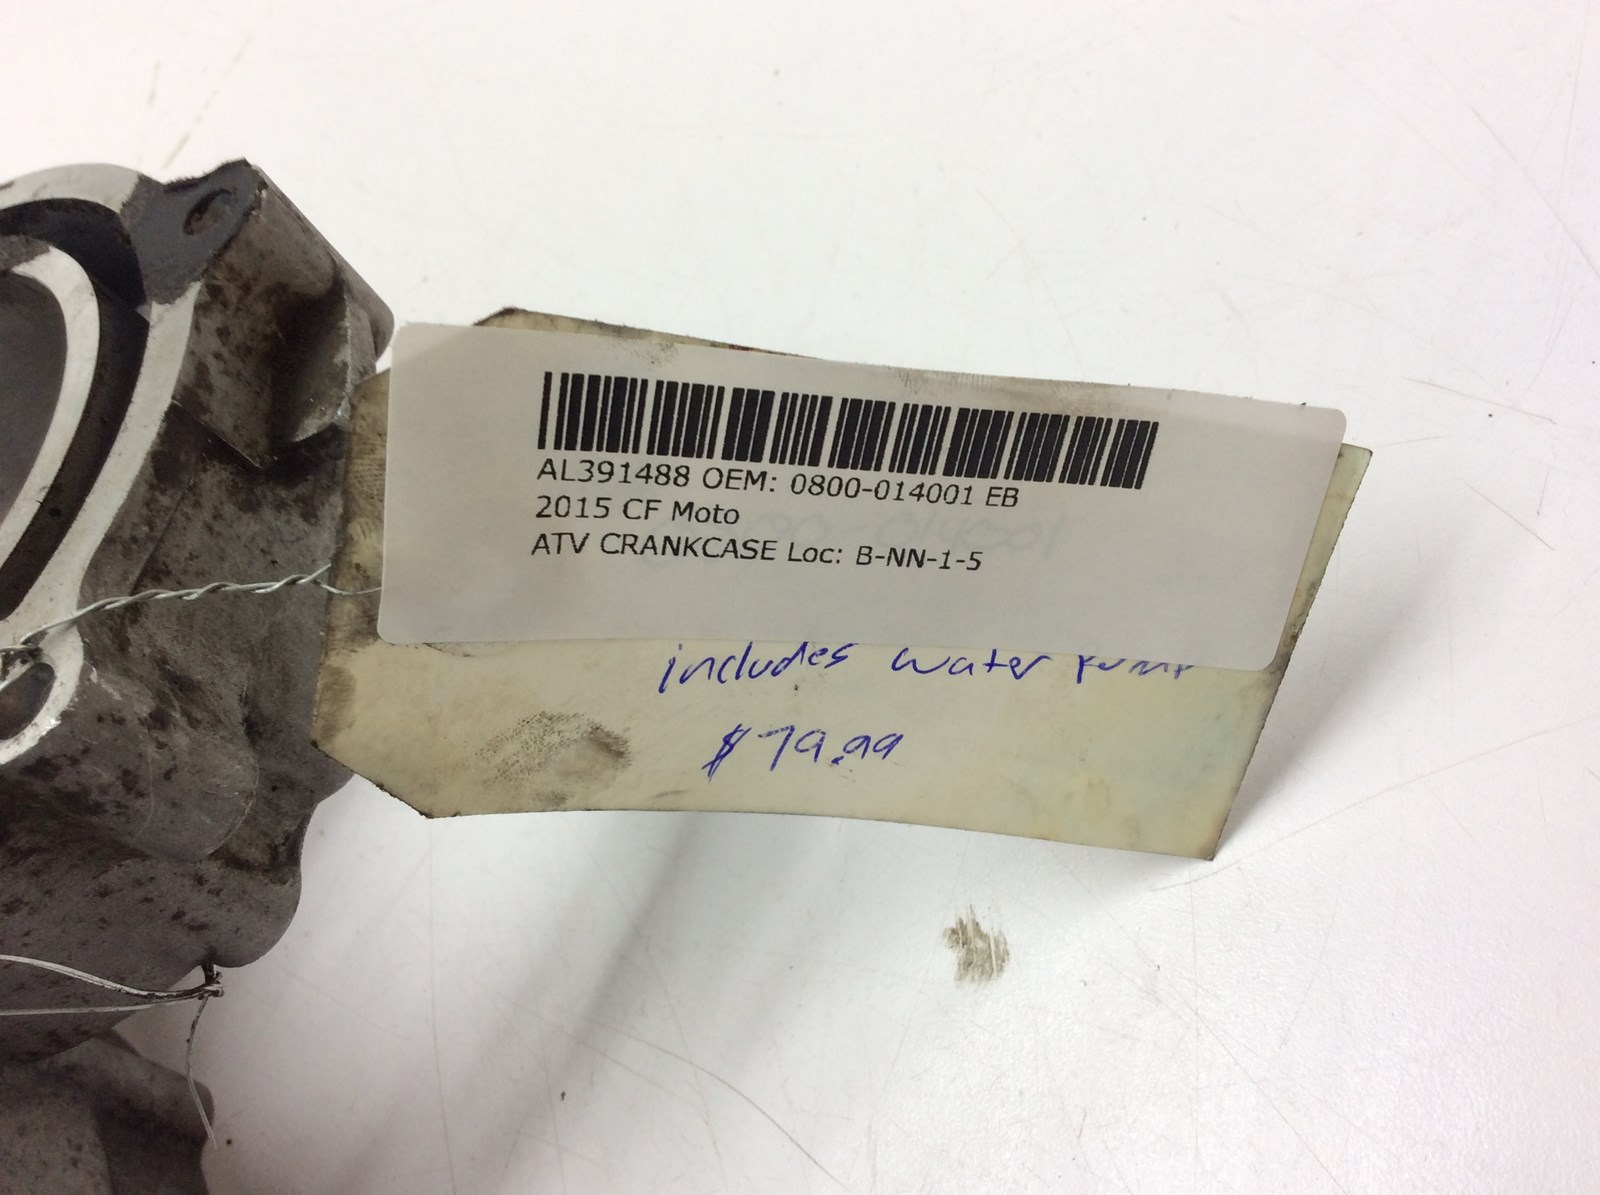 AL391488 OEM: 0800-014001 EB
2015 CF Moto
ATV CRANKCASE Loc: B-NN-1-5
includes water pump
$79.99